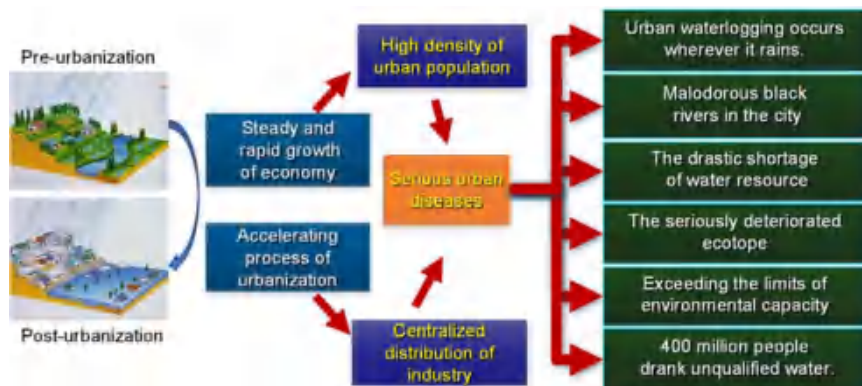 Pre-urbanization
Post-urbanization
Steady and
rapid growth
of economy
Accelerating
process of
urbanization
High density of
urban population
Serious urban
diseases
Centralized
distribution of
industry
Urban waterlogging occurs
wherever it rains.
Malodorous black
rivers in the city
The drastic shortage
of water resource
The seriously deteriorated
ecotope
Exceeding the limits of
environmental capacity
400 million people
drank unqualified water.